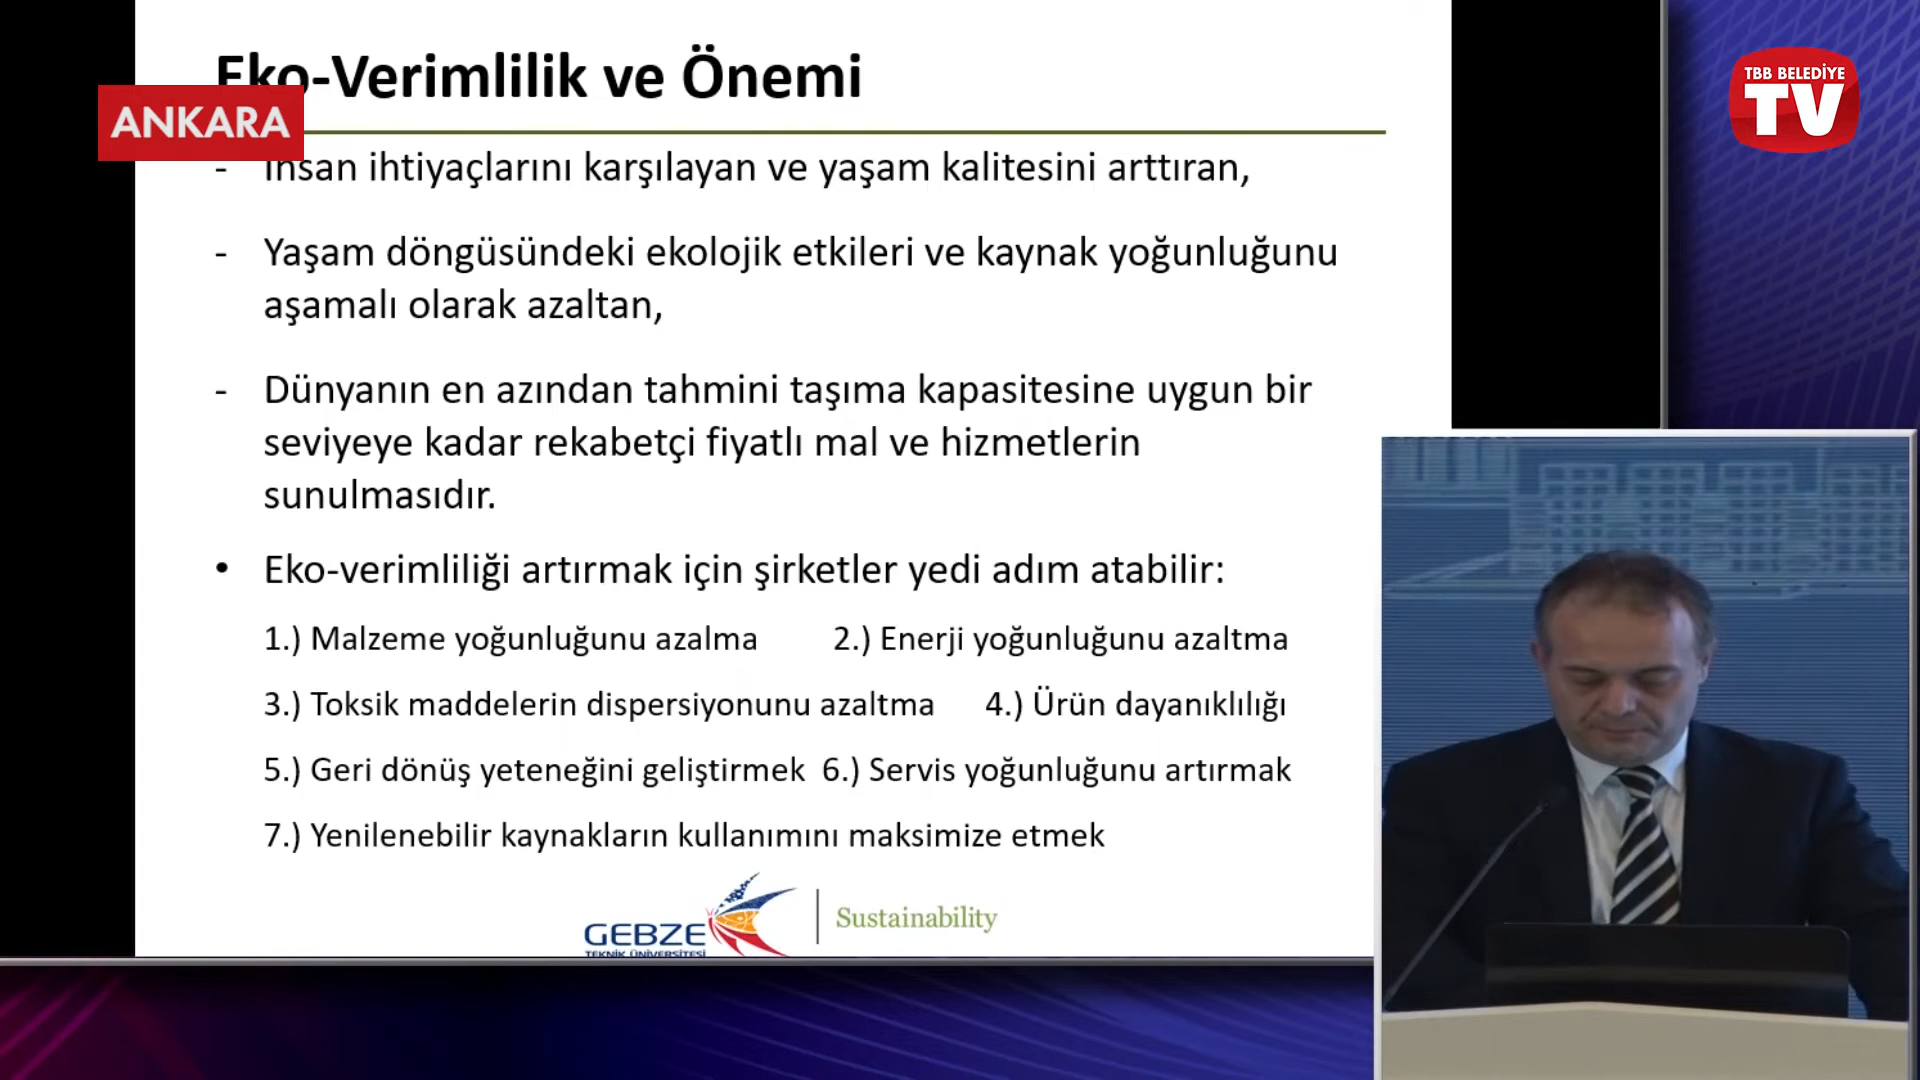 Eko-Verimlilik ve Önemi
ANKARA
TBB BELEDİYE
TV
- İnsan ihtiyaçlarını karşılayan ve yaşam kalitesini arttıran,
- Yaşam döngüsündeki ekolojik etkileri ve kaynak yoğunluğunu
aşamalı olarak azaltan,
- Dünyanın en azından tahmini taşıma kapasitesine uygun bir
seviyeye kadar rekabetçi fiyatlı mal ve hizmetlerin
sunulmasıdır.
• Eko-verimliliği artırmak için şirketler yedi adım atabilir:
1.) Malzeme yoğunluğunu azalma 2.) Enerji yoğunluğunu azaltma
3.) Toksik maddelerin dispersiyonunu azaltma 4.) Ürün dayanıklılığı
5.) Geri dönüş yeteneğini geliştirmek 6.) Servis yoğunluğunu artırmak
7.) Yenilenebilir kaynakların kullanımını maksimize etmek
GEBZE
TEKNİK ÜNİVERSİTESİ
Sustainability